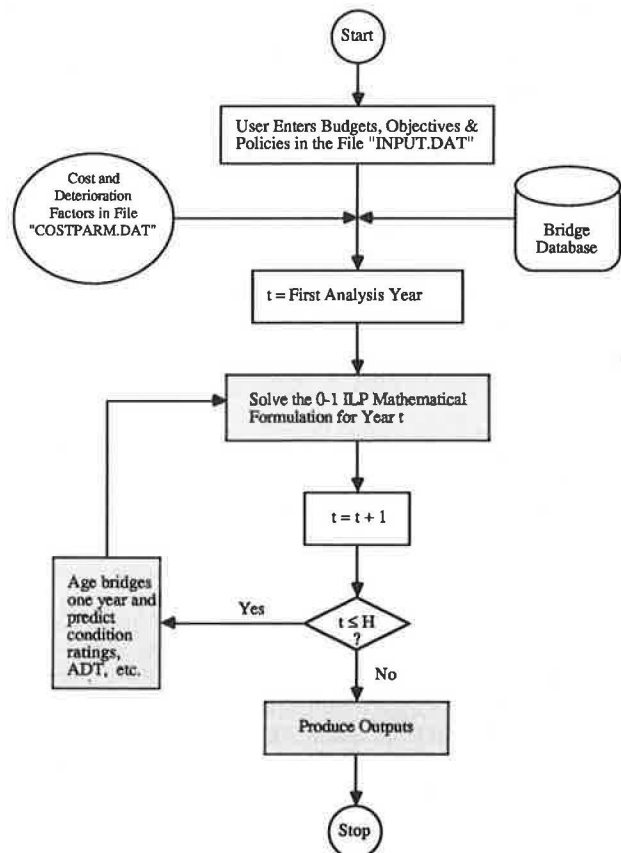 Start
User Enters Budgets, Objectives &
Policies in the File "INPUT.DAT"
Cost and
Deterioration
Factors in File
"COSTPARM.DAT"
Bridge
Database
t = First Analysis Year
Solve the 0-1 ILP Mathematical
Formulation for Year t
t = t + 1
Age bridges
one year and
predict
condition
ratings,
ADT, etc.
Yes
t ≤ H
?
No
Produce Outputs
Stop